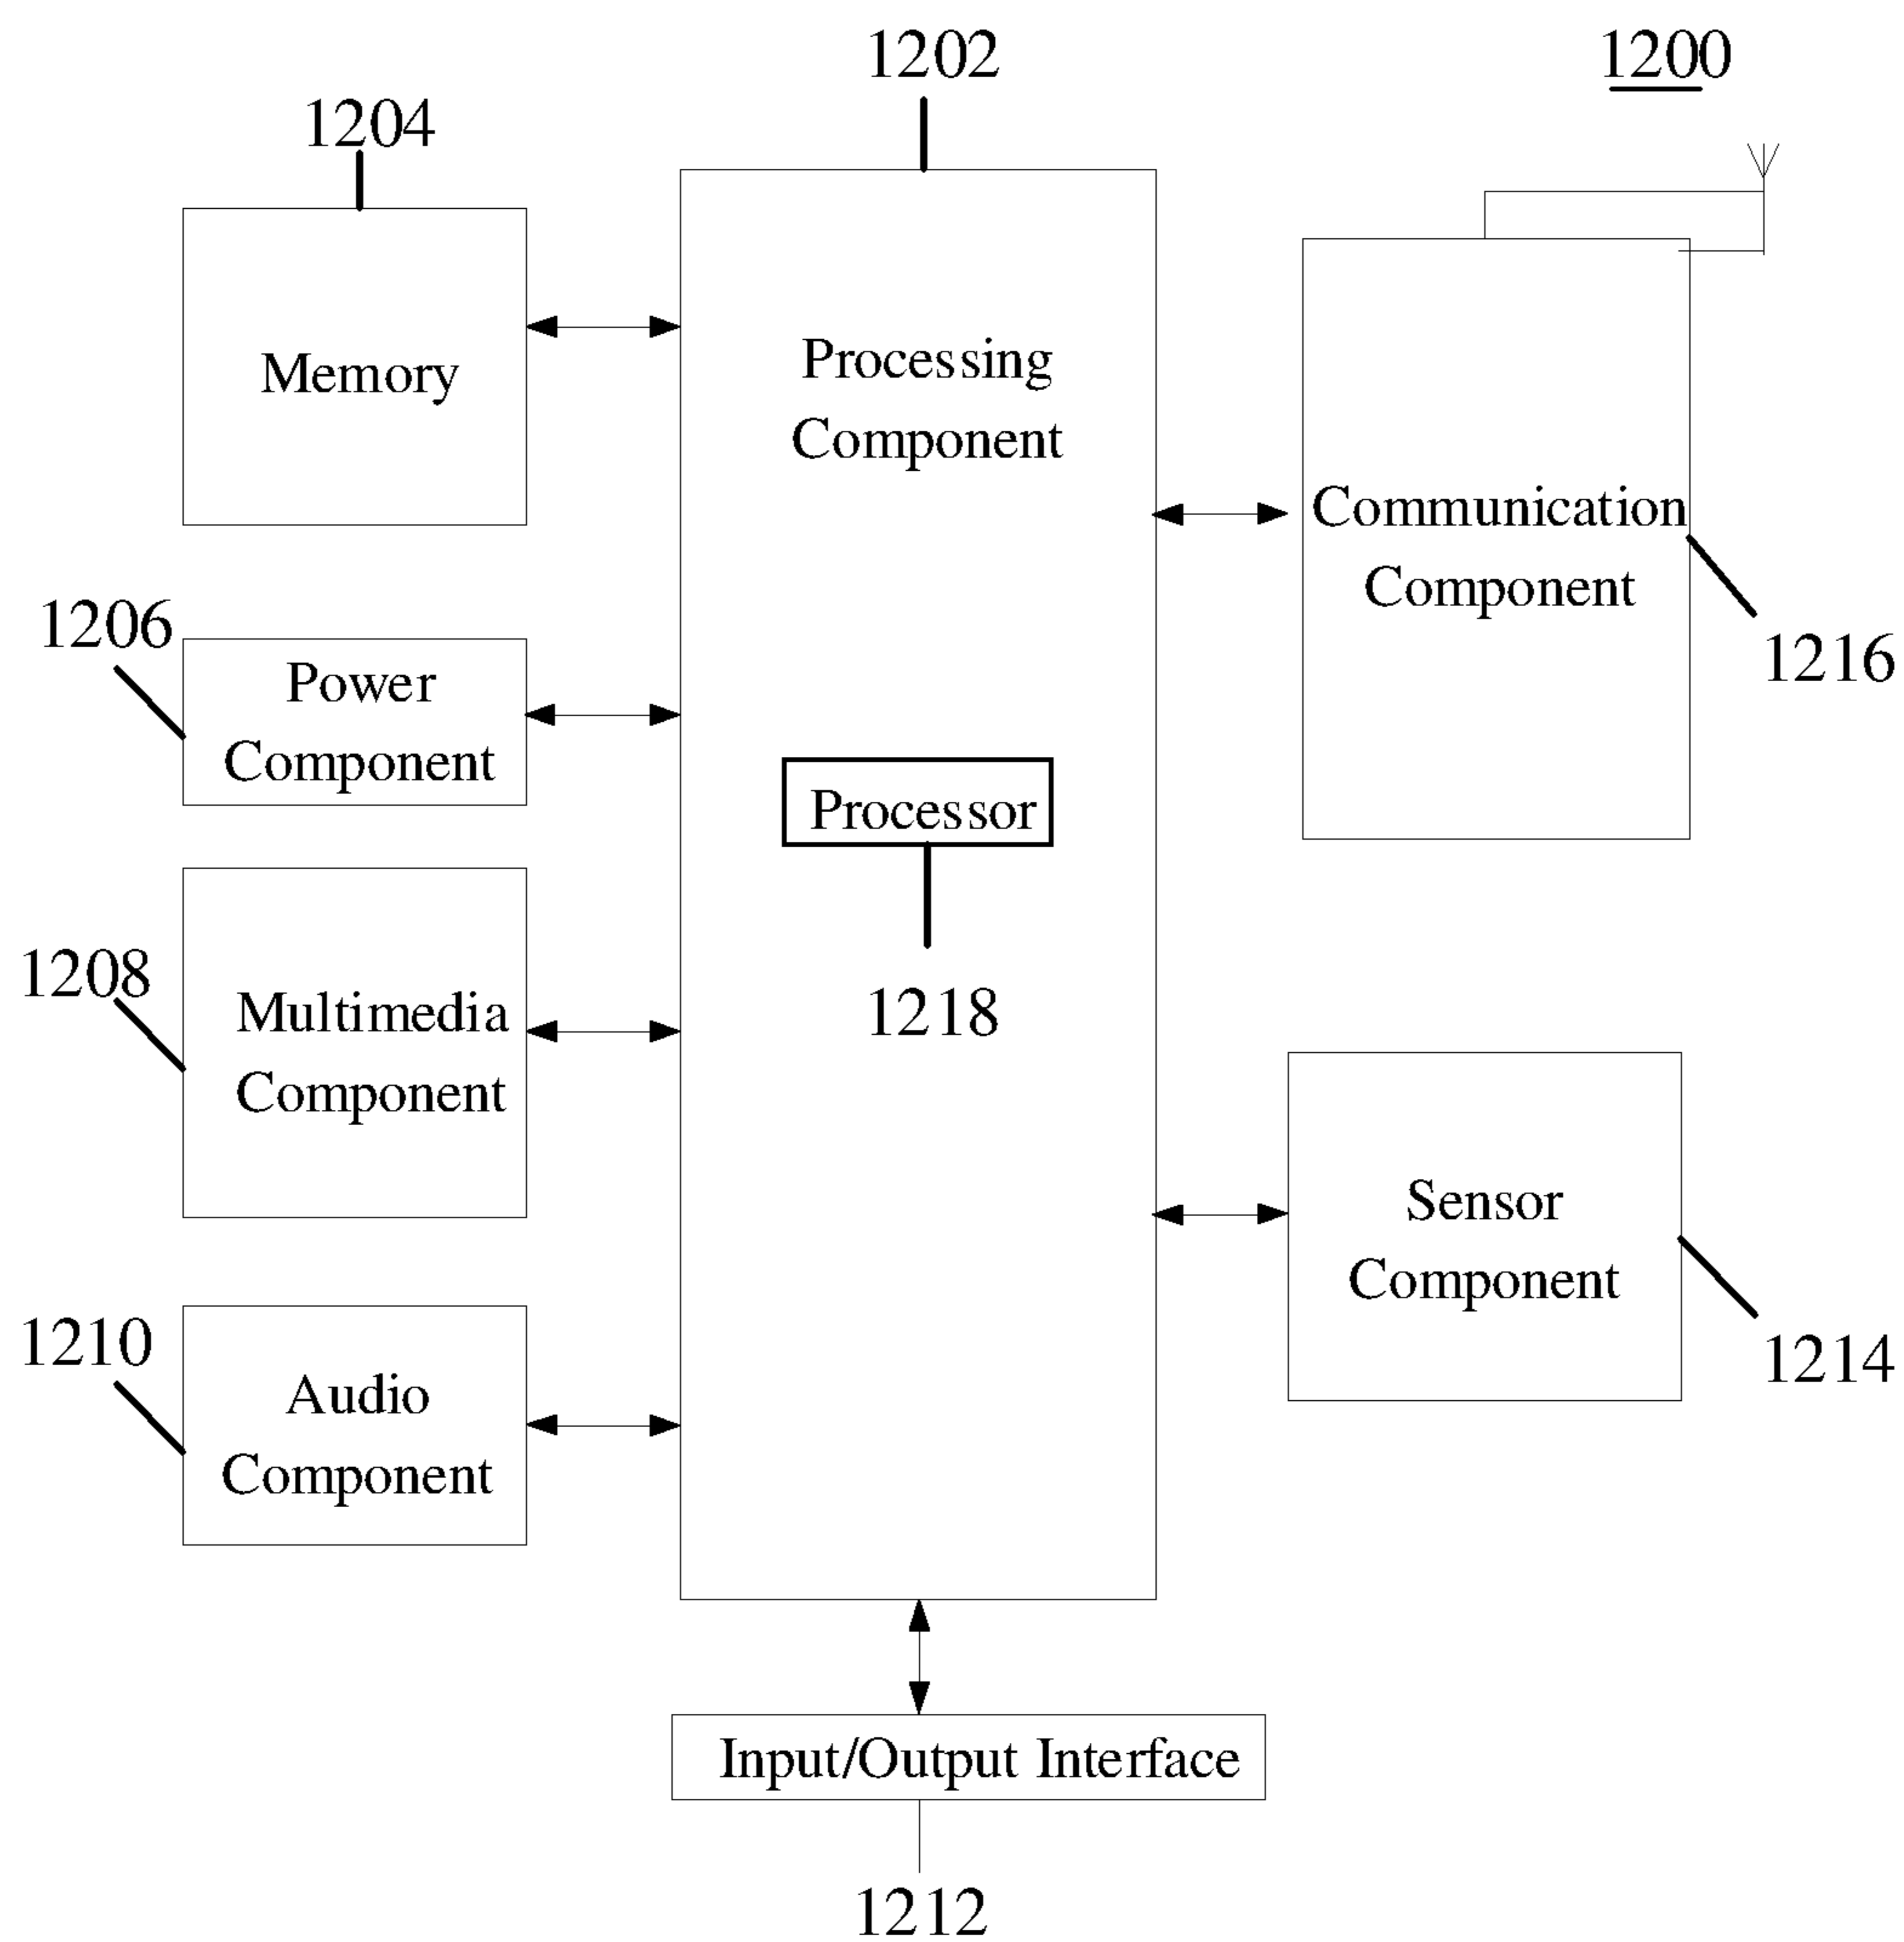 1202
1200
1204
Memory
Processing
Component
Communication
Component
1216
1206
Power
Component
Processor
1218
1208
Multimedia
Component
Sensor
Component
1214
1210
Audio
Component
Input/Output Interface
1212